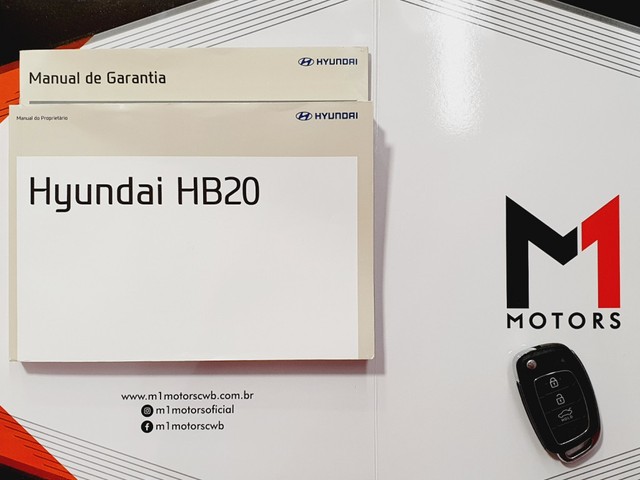 Manual de Garantia
HYUNDAI
Manual do Proprietário
HYUNDAI
Hyundai HB20
M1
MOTORS
www.m1motorscwb.com.br
m1motorsoficial
m1motorscwb